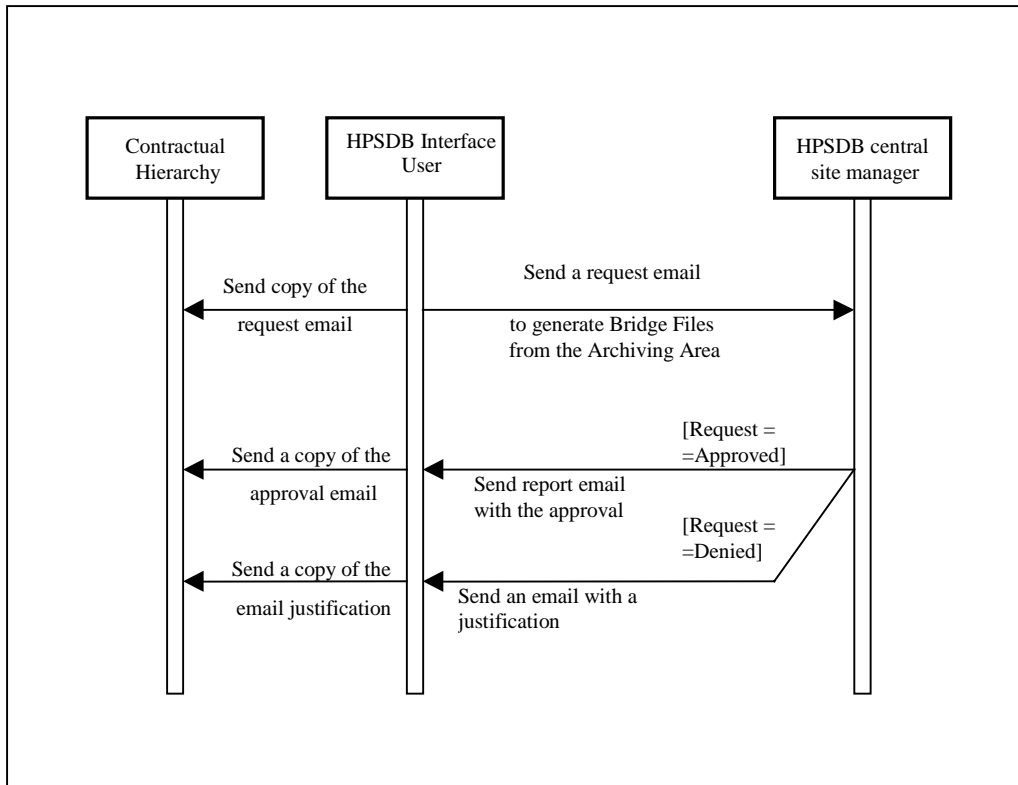 Contractual
Hierarchy
HPSDB Interface
User
HPSDB central
site manager
Send copy of the
request email
Send a request email
to generate Bridge Files
from the Archiving Area
[Request =
=Approved]
Send a copy of the
approval email
Send report email
with the approval
[Request =
=Denied]
Send a copy of the
email justification
Send an email with a
justification